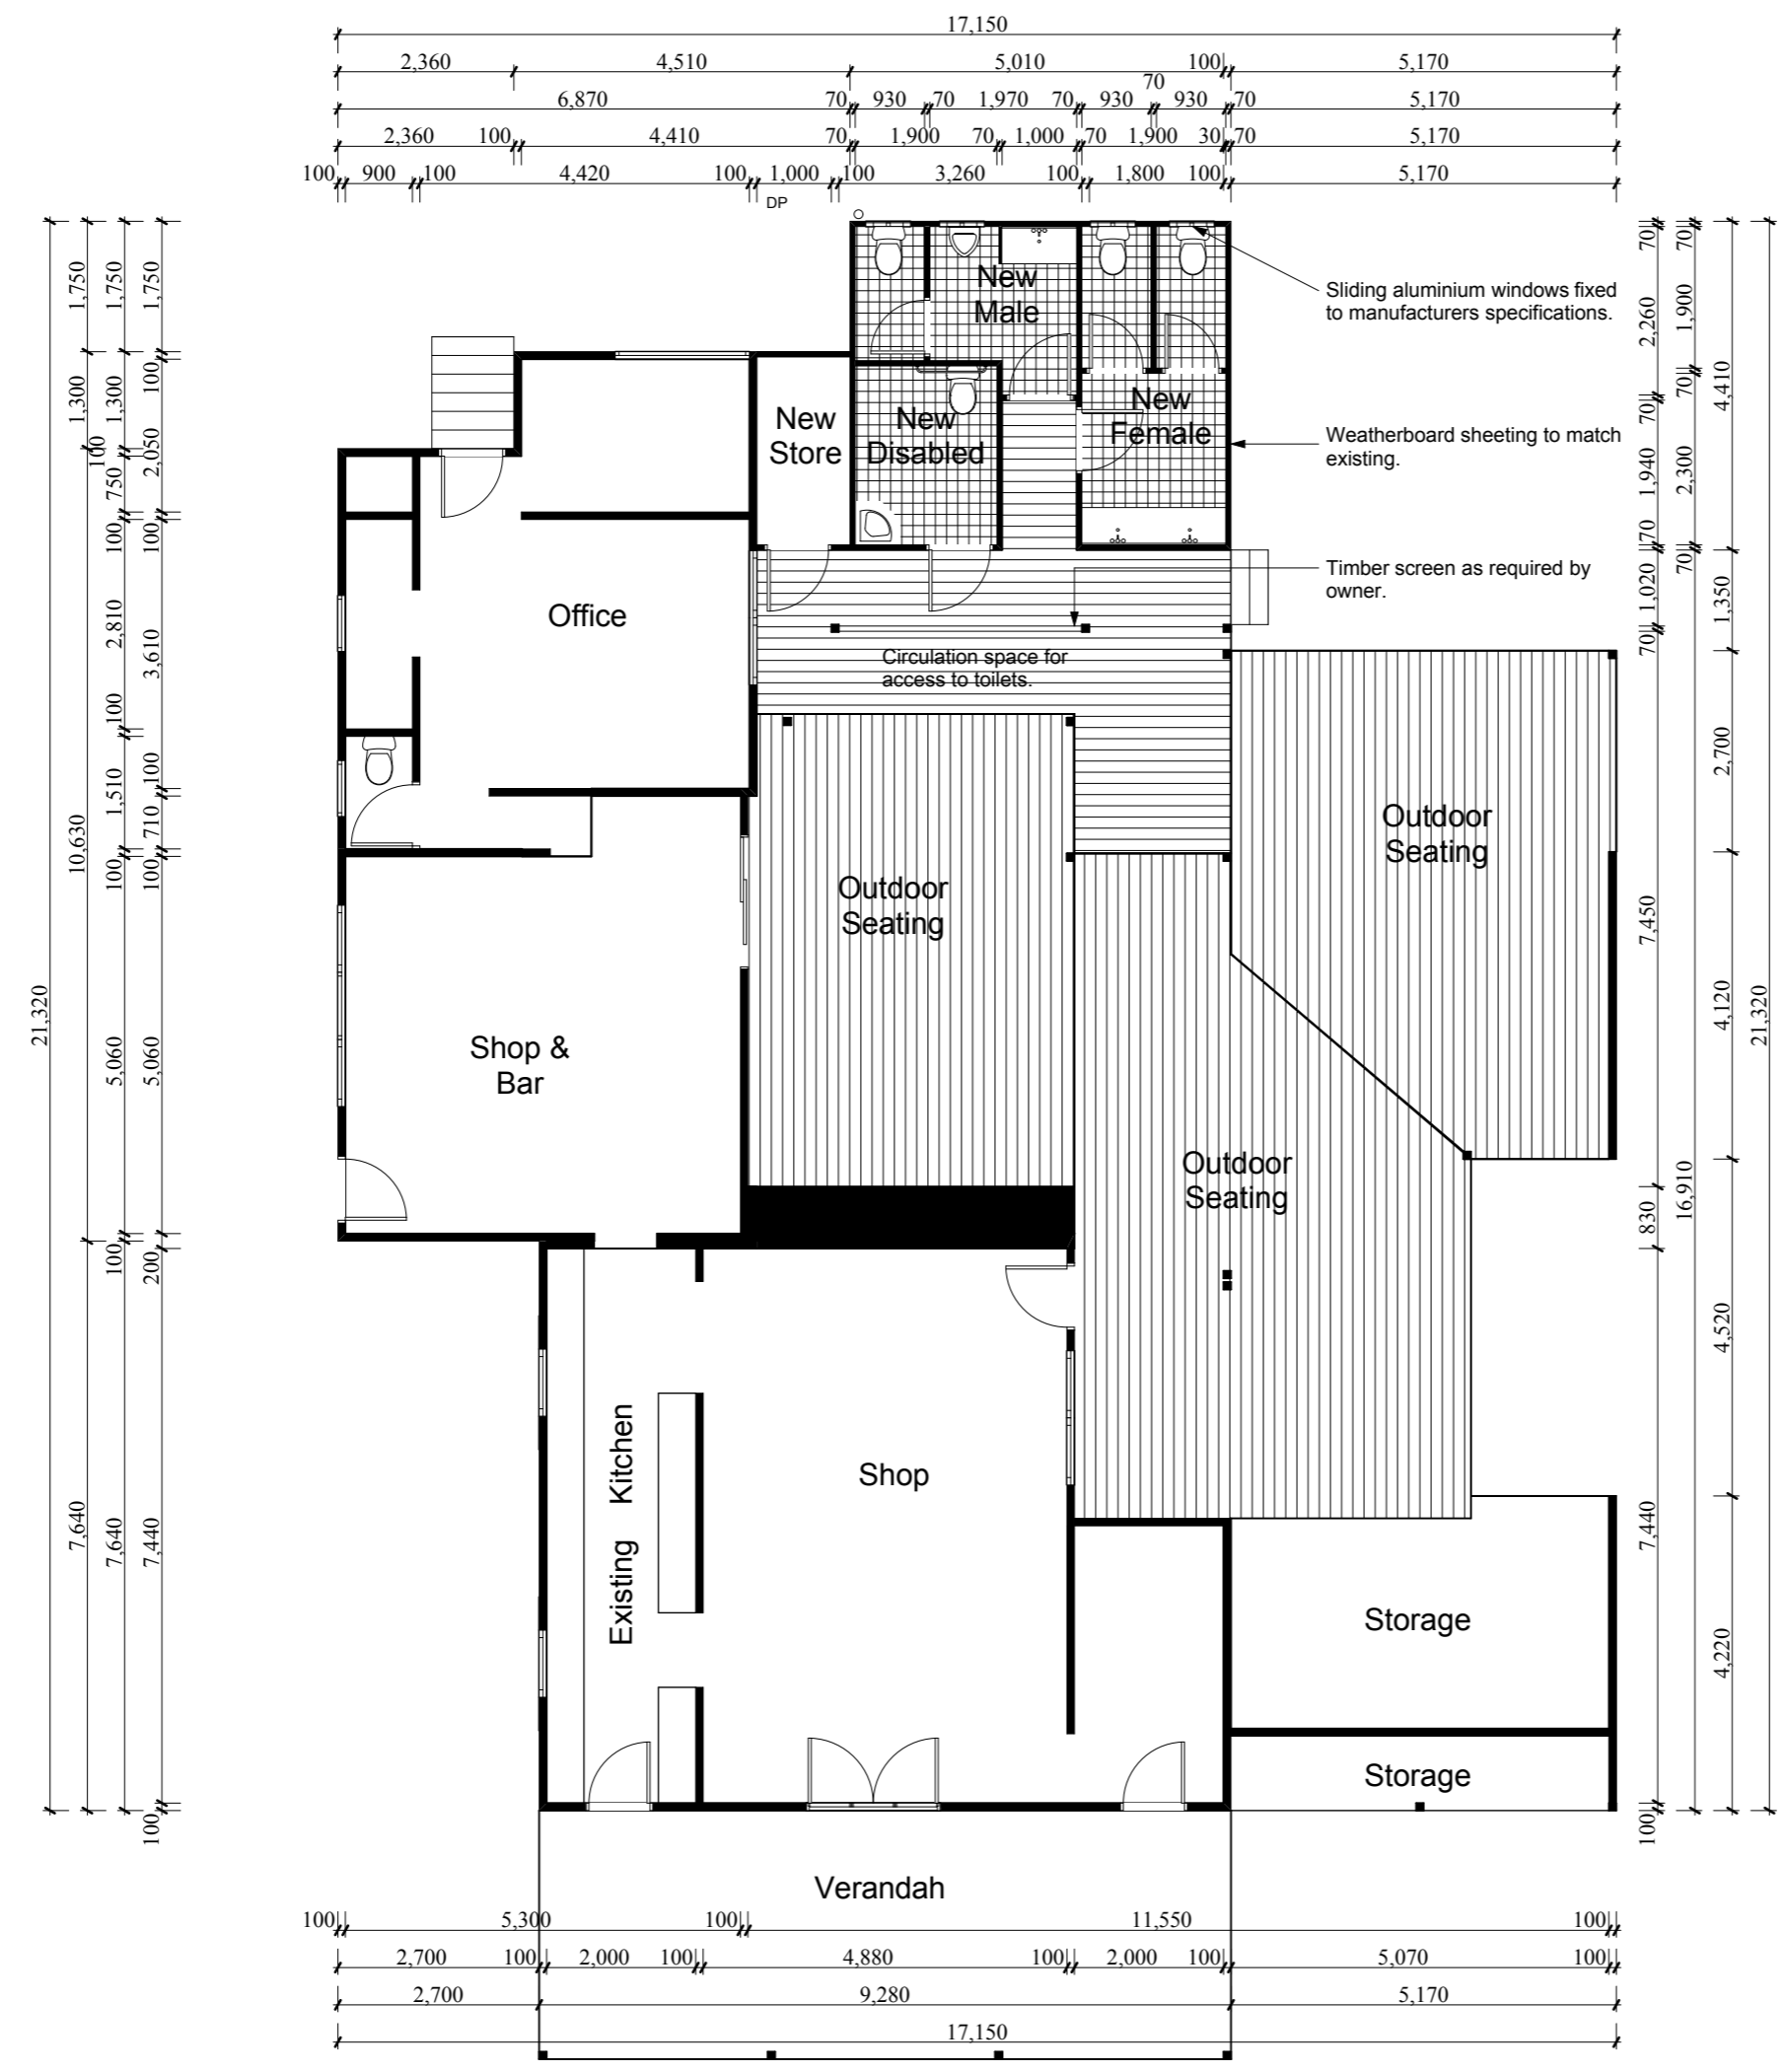 17,150
2,360 4,510 5,010 100 5,170
70
6,870 70 930 70 1,970 70 930 930 70 5,170
2,360 100 4,410 70 1,900 70 1,000 70 1,900 30 70 5,170
100 900 100 4,420 100 1,000 100 3,260 100 1,800 100 5,170
DP
21,320
1,750
1,300
10,630
7,640
1,750
1,300
100
750
100
2,810
100
1,510
100
5,060
100
7,640
1,750
100
2,050
100
3,610
100
710
100
5,060
200
7,440
100
New
Male
New
Store
New
Disabled
New
Female
Office
Circulation space for
access to toilets.
Sliding aluminium windows fixed
to manufacturers specifications.
Weatherboard sheeting to match
existing.
Timber screen as required by
owner.
Outdoor
Seating
Outdoor
Seating
Shop &
Bar
Outdoor
Seating
Existing Kitchen
Shop
Storage
Storage
Verandah
70
2,260
70
1,940
70
1,020
70
7,450
830
7,440
100
70
1,900
70
2,300
70
16,910
4,410
1,350
2,700
4,120
4,520
4,220
21,320
100 5,300 100 11,550 100
2,700 100 2,000 100 4,880 100 2,000 100 5,070 100
2,700 9,280 5,170
17,150